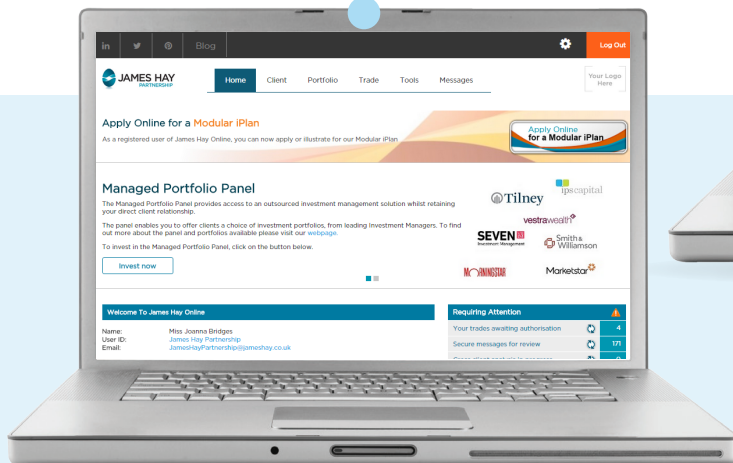 in
Blog
Log Out
JAMES HAY
PARTNERSHIP
Home Client Portfolio Trade Tools Messages
Your Logo
Here
Apply Online for a Modular iPlan
As a registered user of James Hay Online, you can now apply or illustrate for our Modular iPlan
Apply Online
for a Modular iPlan
Managed Portfolio Panel
The Managed Portfolio Panel provides access to an outsourced investment management solution whilst retaining
your direct client relationship.
The panel enables you to offer clients a choice of investment portfolios, from leading Investment Managers. To find
out more about the panel and portfolios available please visit our webpage.
To invest in the Managed Portfolio Panel, click on the button below.
Invest now
Tilney
ipscapital
vestrawealth
SEVEN
Investment Management
Smith &
Williamson
MORNINGSTAR
Marketstar
Welcome To James Hay Online
Name: Miss Joanna Bridges
User ID: James Hay Partnership
Email: JamesHayPartnership@jameshay.co.uk
Requiring Attention
Your trades awaiting authorisation 4
Secure messages for review 171